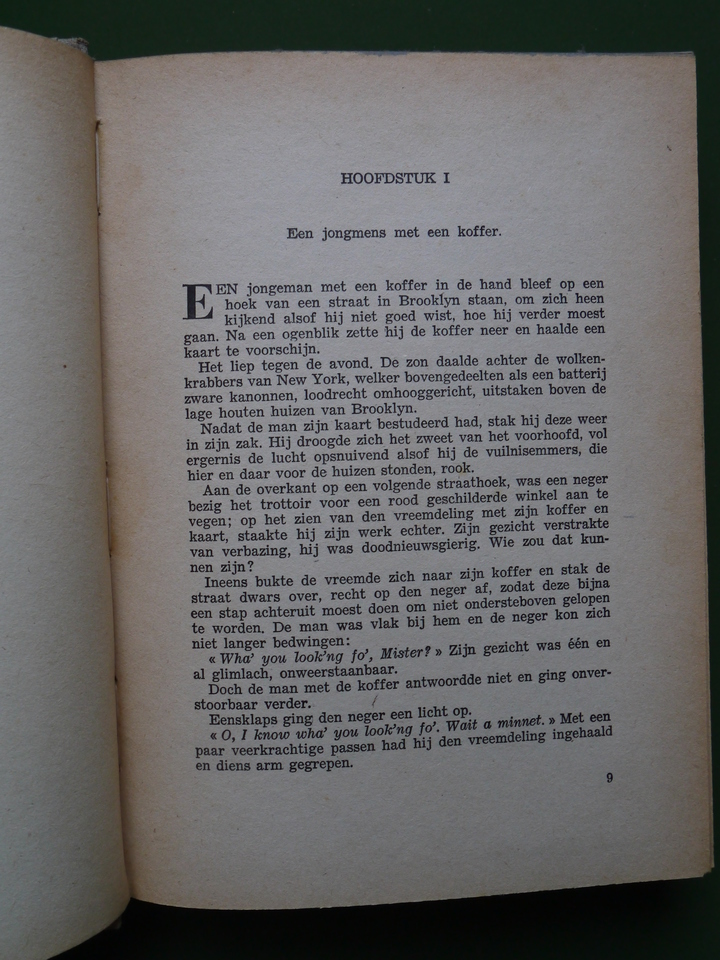 HOOFDSTUK I
Een jongmens met een koffer.
EEN jongeman met een koffer in de hand bleef op een
hoek van een straat in Brooklyn staan, om zich heen
kijkend alsof hij niet goed wist, hoe hij verder moest
gaan. Na een ogenblik zette hij de koffer neer en haalde een
kaart te voorschijn.
Het liep tegen de avond. De zon daalde achter de wolken-
krabbers van New York, welker bovengedeelten als een batterij
zware kanonnen, loodrecht omhooggericht, uitstaken boven de
lage houten huizen van Brooklyn.
Nadat de man zijn kaart bestudeerd had, stak hij deze weer
in zijn zak. Hij droogde zich het zweet van het voorhoofd, vol
ergernis de lucht opsnuivend alsof hij de vuilnisemmers, die
hier en daar voor de huizen stonden, rook.
Aan de overkant op een volgende straathoek, was een neger
bezig het trottoir voor een rood geschilderde winkel aan te
vegen; op het zien van den vreemdeling met zijn koffer en
kaart, staakte hij zijn werk echter. Zijn gezicht verstrakte
van verbazing, hij was doodnieuwsgierig. Wie zou dat kun-
nen zijn?
Ineens bukte de vreemde zich naar zijn koffer en stak de
straat dwars over, recht op den neger af, zodat deze bijna
een stap achteruit moest doen om niet ondersteboven gelopen
te worden. De man was vlak bij hem en de neger kon zich
niet langer bedwingen:
« Wha' you look'ng fo', Mister? » Zijn gezicht was één en
al glimlach, onweerstaanbaar.
Doch de man met de koffer antwoordde niet en ging onver-
stoorbaar verder.
Eensklaps ging den neger een licht op.
« O, I know wha' you look'ng fo'. Wait a minnet. » Met een
paar veerkrachtige passen had hij den vreemdeling ingehaald
en diens arm gegrepen.
9